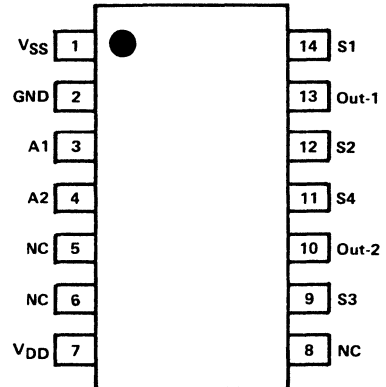 VSS 1 14 S1
GND 2 13 Out-1
A1 3 12 S2
A2 4 11 S4
NC 5 10 Out-2
NC 6 9 S3
VDD 7 8 NC